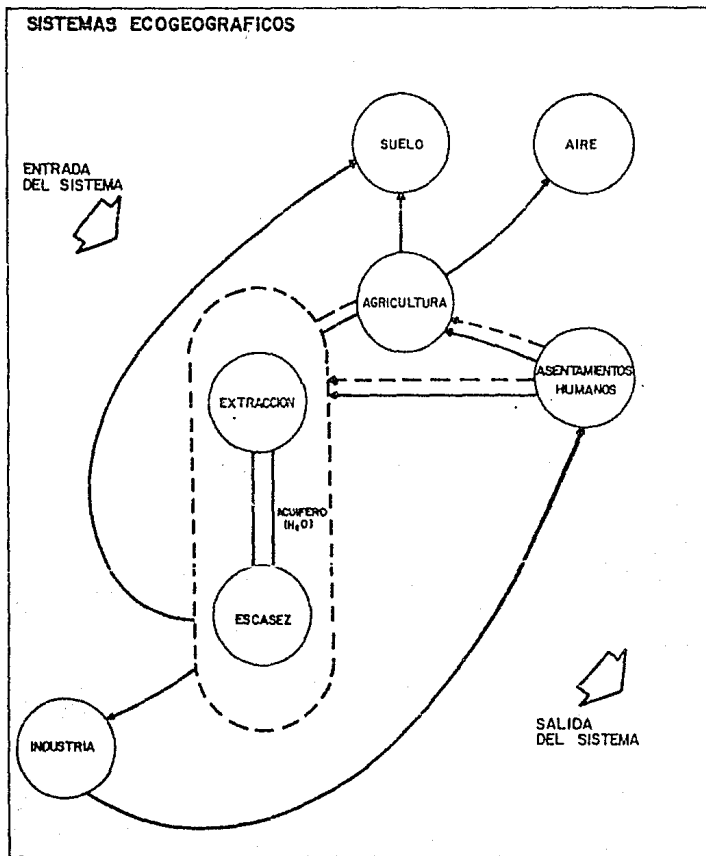 SISTEMAS ECOGEOGRAFICOS
SUELO
AIRE
ENTRADA
DEL SISTEMA
AGRICULTURA
ASENTAMIENTOS
HUMANOS
EXTRACCION
ACUIFERO
(H₂O)
ESCASEZ
INDUSTRIA
SALIDA
DEL SISTEMA